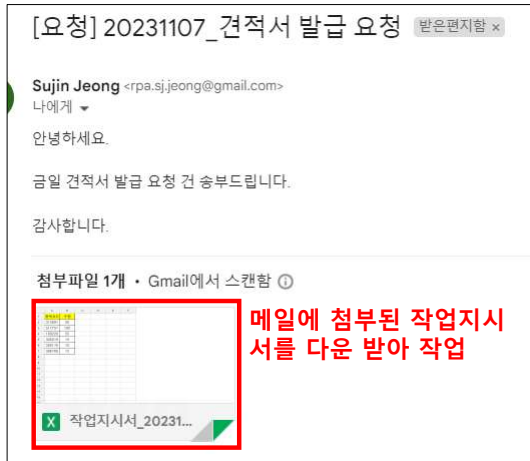 [요청] 20231107_견적서 발급 요청 받은편지함 ×
Sujin Jeong <rpa.sj.jeong@gmail.com>
나에게
안녕하세요.
금일 견적서 발급 요청 건 송부드립니다.
감사합니다.
첨부파일 1개 • Gmail에서 스캔함
메일에 첨부된 작업지시
서를 다운 받아 작업
X 작업지시서_20231...